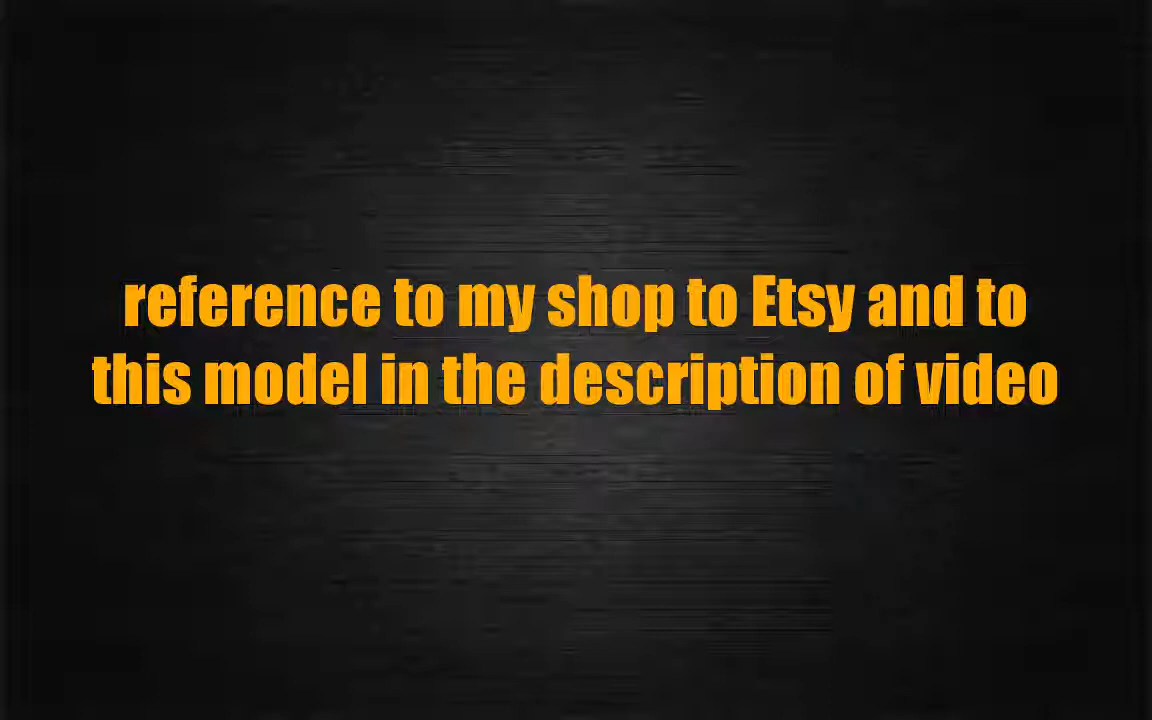 reference to my shop to Etsy and to
this model in the description of video